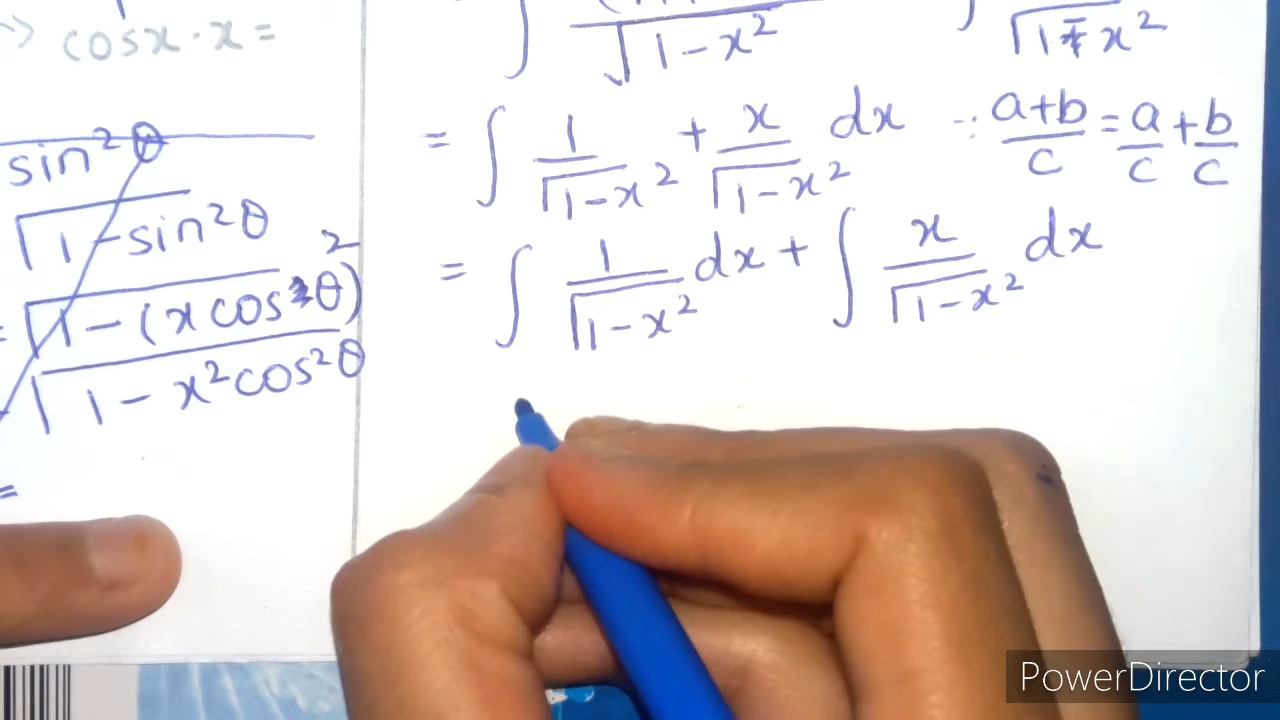 cosx·x=
sin²θ
√1-sin²θ
=√1-(x cos²θ)²
√1-x²cos²θ
=
∫ √1-x² ∫ √1-x²
= ∫ 1/√1-x² + x/√1-x² dx ∵ a+b/c = a/c + b/c
= ∫ 1/√1-x² dx + ∫ x/√1-x² dx
PowerDirector